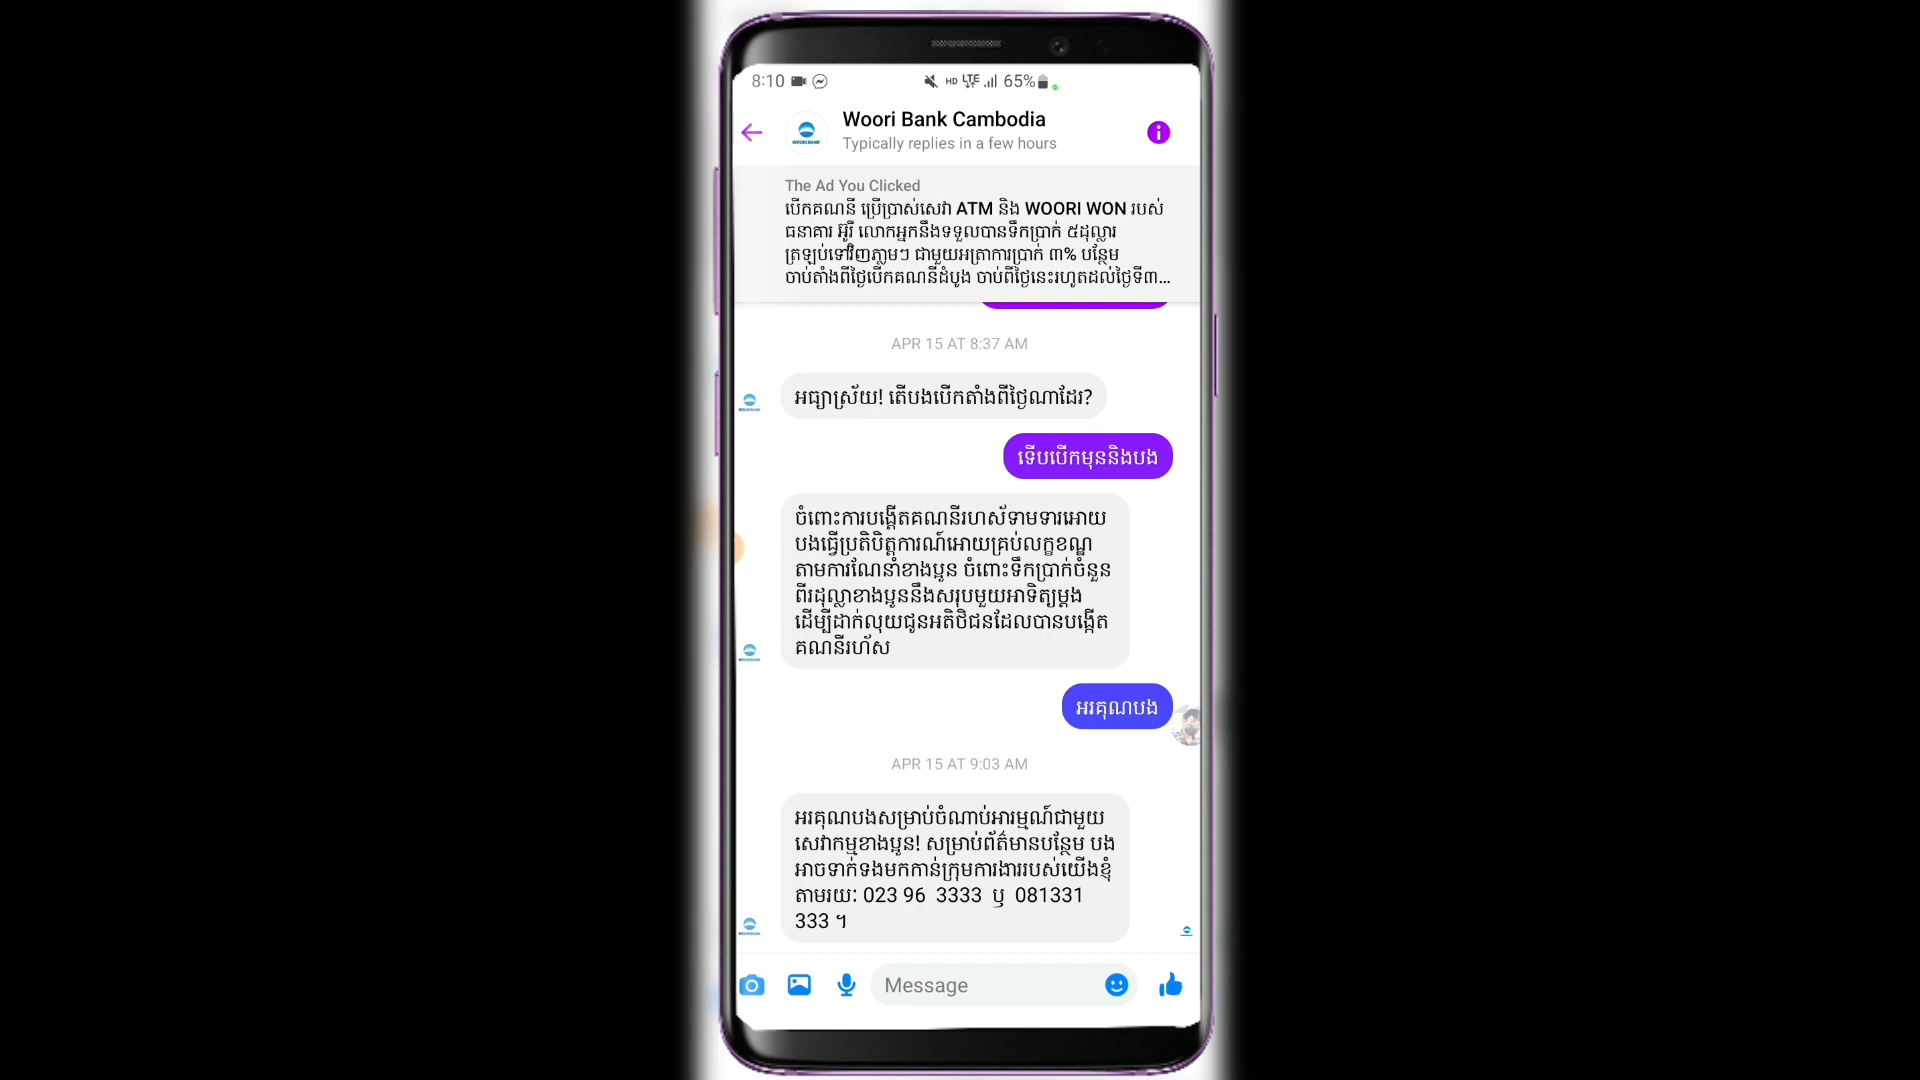 8:10
HD LTE 65%
Woori Bank Cambodia
Typically replies in a few hours
The Ad You Clicked
បើកគណនី ប្រើប្រាស់សេវា ATM និង WOORI WON របស់
ធនាគារ អ៊ូរី លោកអ្នកនឹងទទួលបានទឹកប្រាក់ ៥ដុល្លារ
ត្រឡប់ទៅវិញភ្លាមៗ ជាមួយអត្រាការប្រាក់ ៣% បន្ថែម
ចាប់តាំងពីថ្ងៃបើកគណនីដំបូង ចាប់ពីថ្ងៃនេះរហូតដល់ថ្ងៃទី៣...
APR 15 AT 8:37 AM
អធ្យាស្រ័យ! តើបងបើកតាំងពីថ្ងៃណាដែរ?
ទើបបើកមុននិងបង
ចំពោះការបង្កើតគណនីរហស័ទាមទារអោយ
បងធ្វើប្រតិបិត្តការណ៍អោយគ្រប់លក្ខខណ្ឌ
តាមការណែនាំខាងប្អូន ចំពោះទឹកប្រាក់ចំនួន
ពីរដុល្លាខាងប្អូននឹងសរុបមួយអាទិត្យម្ដង
ដើម្បីដាក់លុយជូនអតិថិជនដែលបានបង្កើត
គណនីរហ័ស
អរគុណបង
APR 15 AT 9:03 AM
អរគុណបងសម្រាប់ចំណាប់អារម្មណ៍ជាមួយ
សេវាកម្មខាងប្អូន! សម្រាប់ព័ត៌មានបន្ថែម បង
អាចទាក់ទងមកកាន់ក្រុមការងាររបស់យើងខ្ញុំ
តាមរយៈ 023 96 3333 ឬ 081331
333 ។
Message